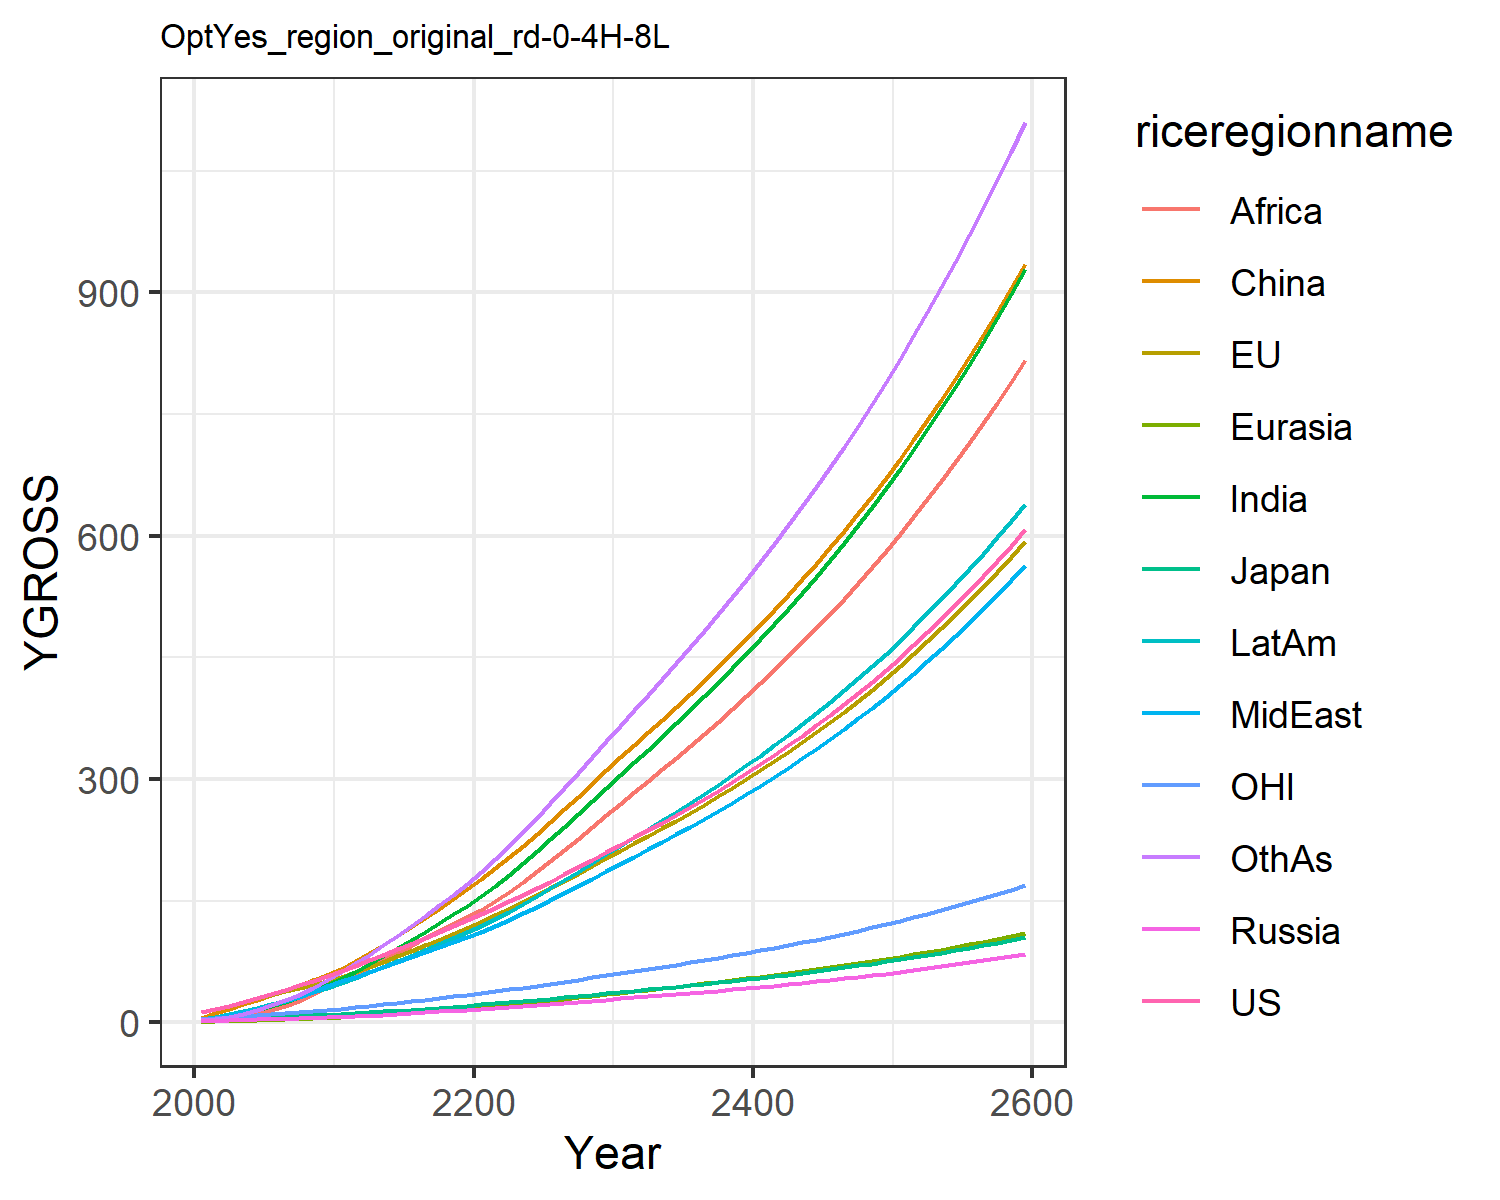 OptYes_region_original_rd-0-4H-8L
YGROSS
900
600
300
0
2000 2200 2400 2600
Year
riceregionname
Africa
China
EU
Eurasia
India
Japan
LatAm
MidEast
OHI
OthAs
Russia
US